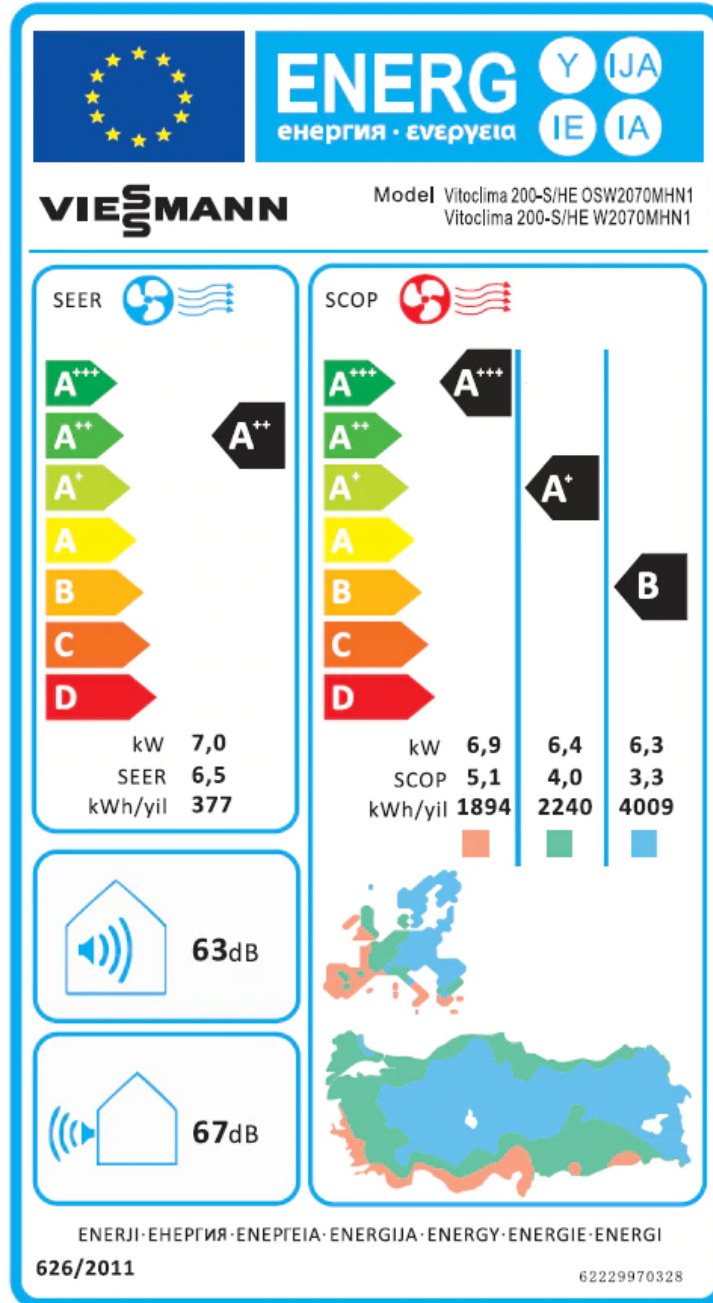 ENERG
енергия · ενεργεια
Y IJA
IE IA
VIESSMANN
Model Vitoclima 200-S/HE OSW2070MHN1
Vitoclima 200-S/HE W2070MHN1
SEER
A+++
A++
A+
A
B
C
D
A++
kW 7,0
SEER 6,5
kWh/yil 377
SCOP
A+++
A++
A+
A
B
C
D
A+++
A+
B
kW 6,9 6,4 6,3
SCOP 5,1 4,0 3,3
kWh/yil 1894 2240 4009
63dB
67dB
ENERJI·ЕНЕРГИЯ·ΕΝΕΡΓΕΙΑ·ENERGIJA·ENERGY·ENERGIE·ENERGI
626/2011
62229970328